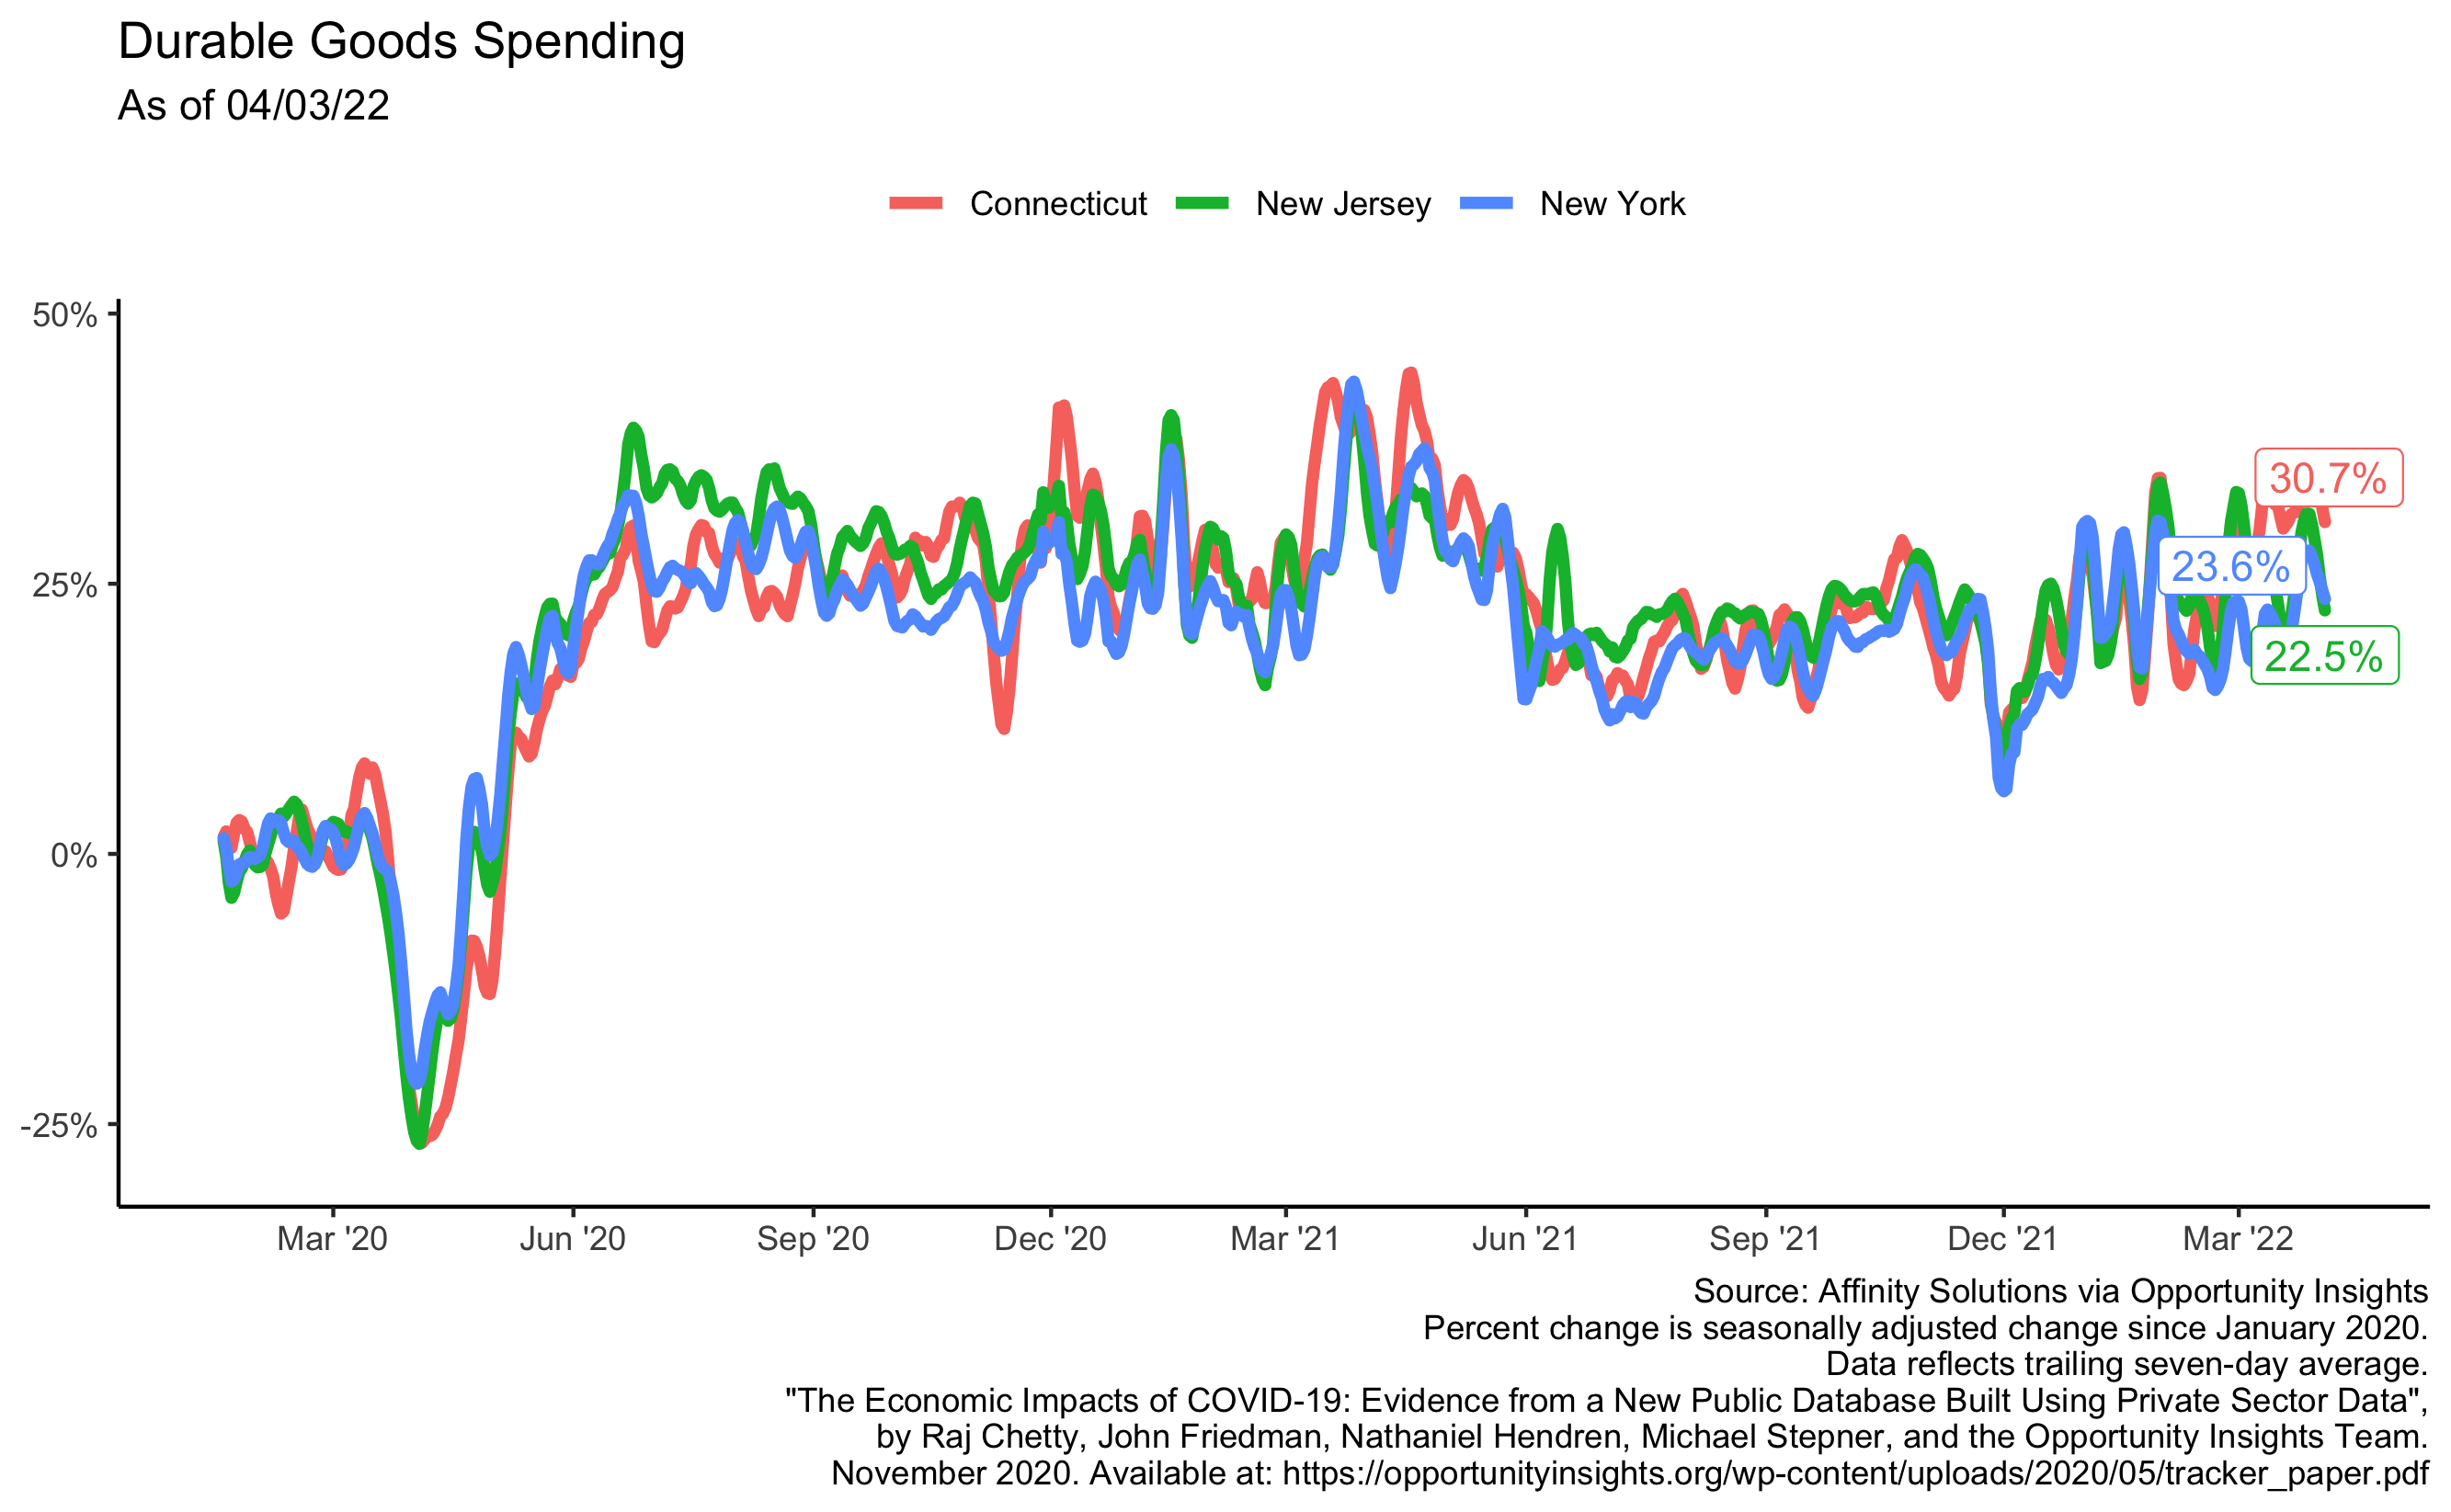 Durable Goods Spending
As of 04/03/22
Connecticut New Jersey New York
50%
25%
0%
-25%
30.7%
23.6%
22.5%
Mar '20 Jun '20 Sep '20 Dec '20 Mar '21 Jun '21 Sep '21 Dec '21 Mar '22
Source: Affinity Solutions via Opportunity Insights
Percent change is seasonally adjusted change since January 2020.
Data reflects trailing seven-day average.
"The Economic Impacts of COVID-19: Evidence from a New Public Database Built Using Private Sector Data",
by Raj Chetty, John Friedman, Nathaniel Hendren, Michael Stepner, and the Opportunity Insights Team.
November 2020. Available at: https://opportunityinsights.org/wp-content/uploads/2020/05/tracker_paper.pdf